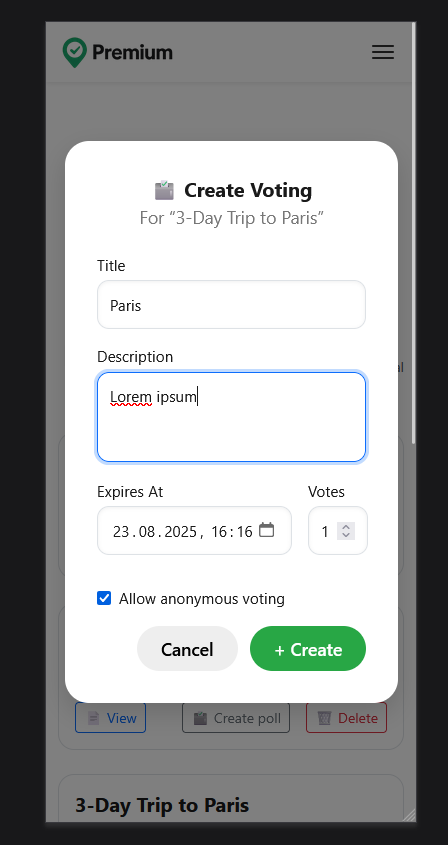 Premium
Create Voting
For “3-Day Trip to Paris”
Title
Paris
Description
Lorem ipsum
Expires At
Votes
23.08.2025, 16:16
1
Allow anonymous voting
Cancel
+ Create
View
Create poll
Delete
3-Day Trip to Paris